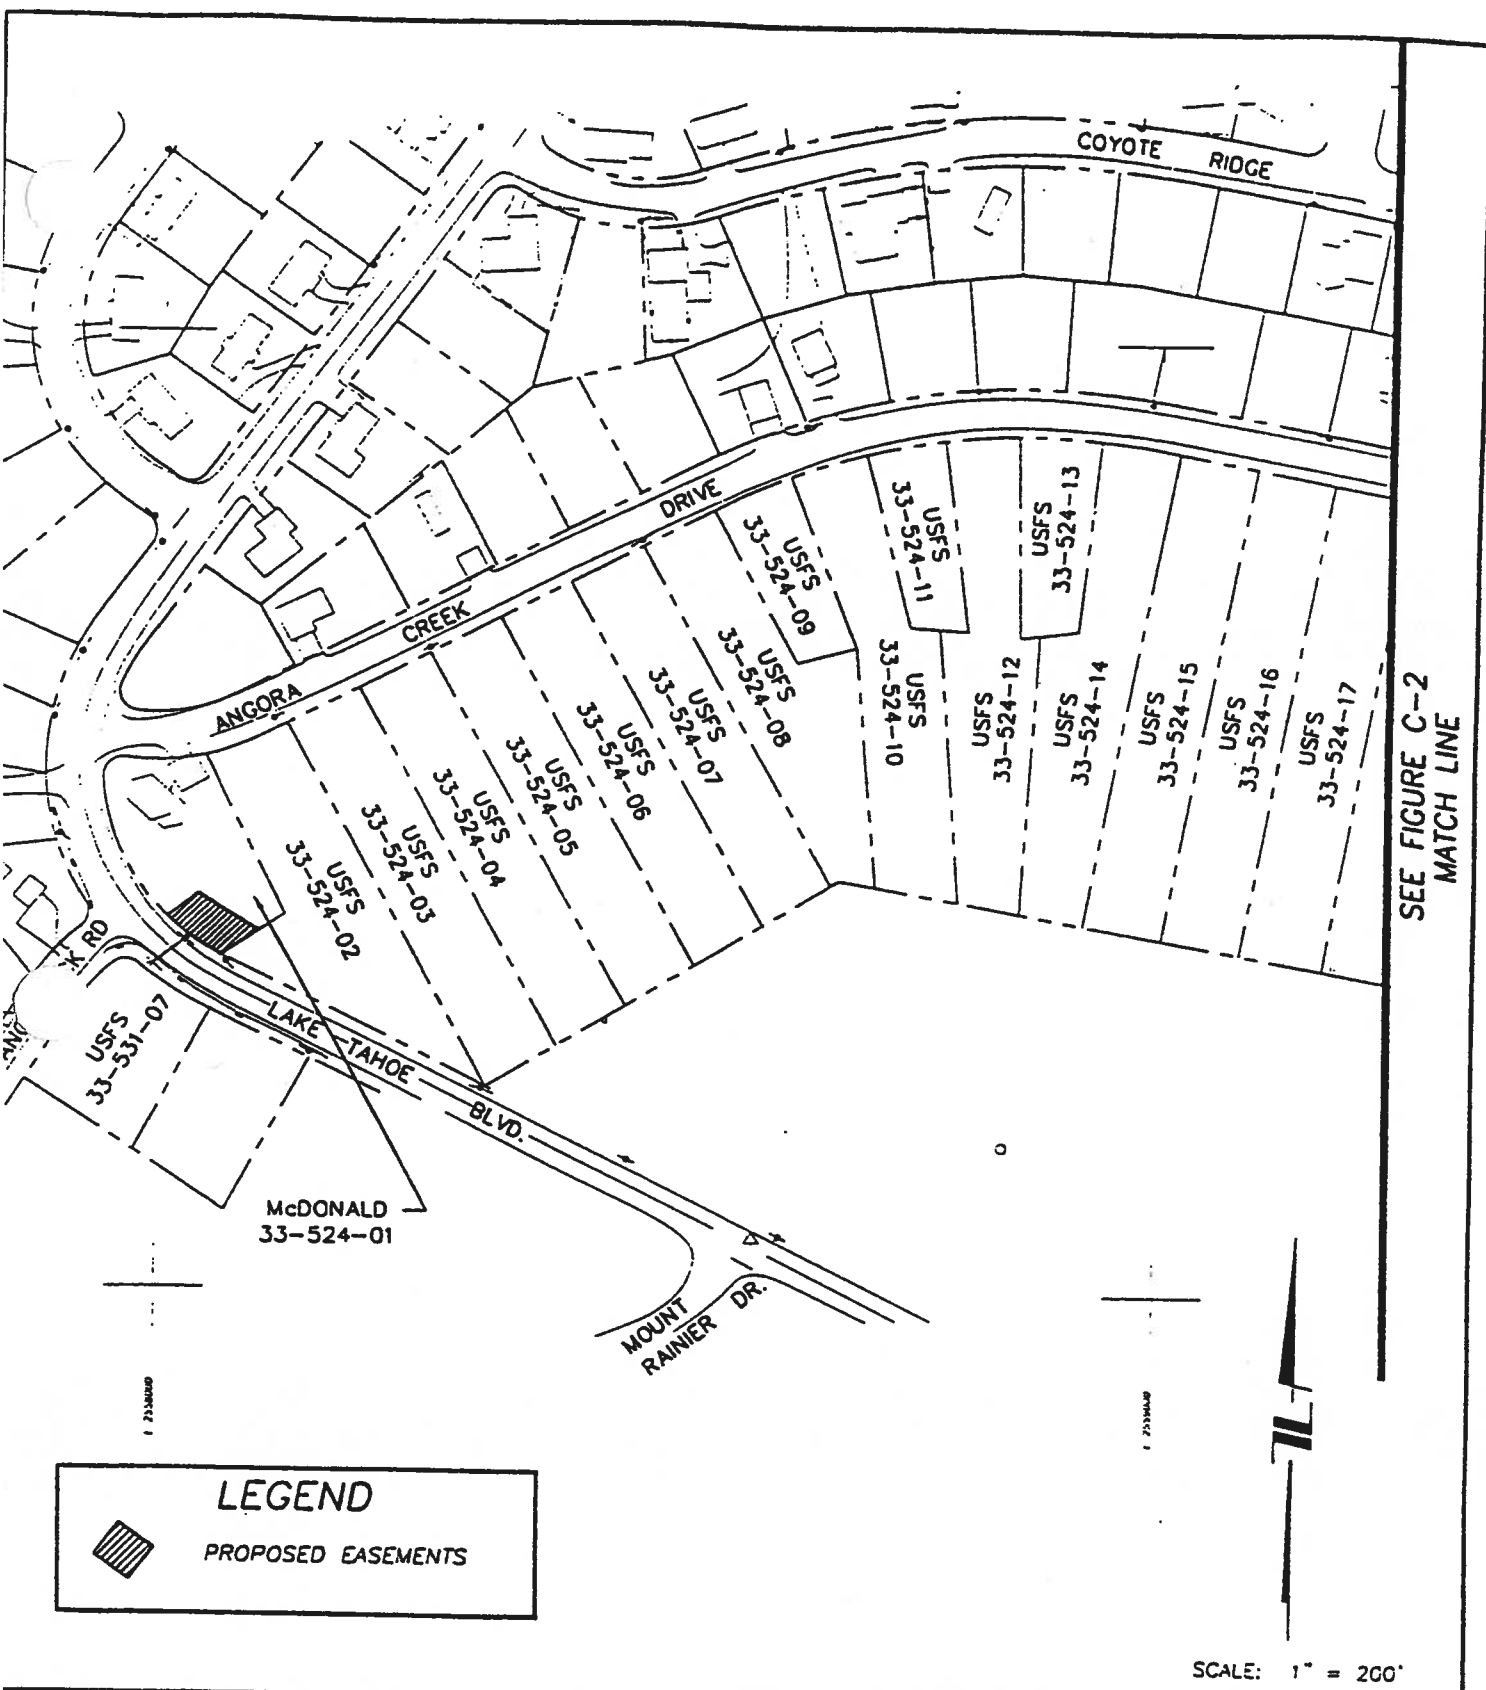 COYOTE RIDGE
ANGORA CREEK DRIVE
USFS
33-524-13
USFS
33-524-11
USFS
33-524-09
USFS
33-524-08
USFS
33-524-07
USFS
33-524-06
USFS
33-524-05
USFS
33-524-04
USFS
33-524-03
USFS
33-524-02
USFS
33-524-10
USFS
33-524-12
USFS
33-524-14
USFS
33-524-15
USFS
33-524-16
USFS
33-524-17
SEE FIGURE C-2
MATCH LINE
K RD
USFS
33-531-07
LAKE TAHOE BLVD.
McDONALD
33-524-01
MOUNT
RAINIER DR.
LEGEND
PROPOSED EASEMENTS
SCALE: 1" = 200'